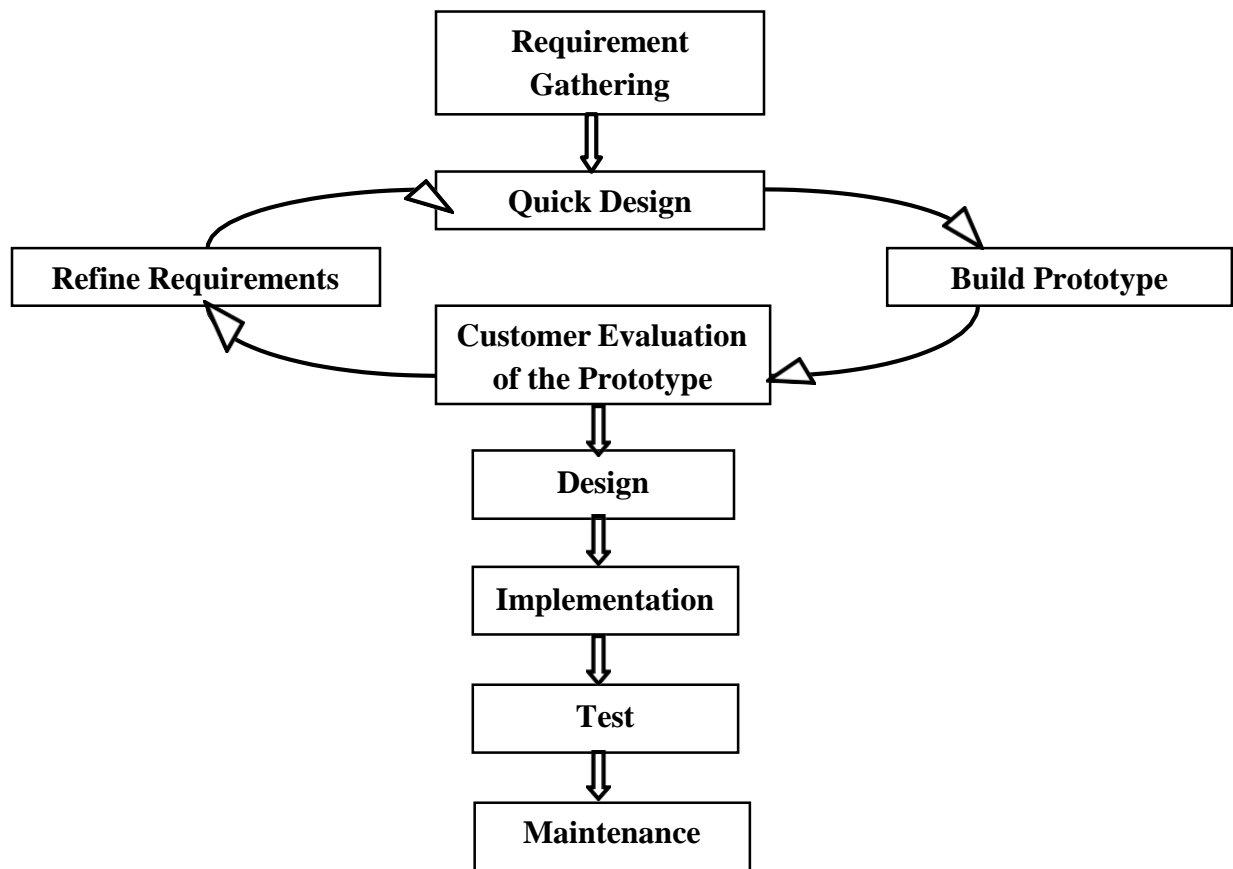 Requirement
Gathering
Quick Design
Refine Requirements
Build Prototype
Customer Evaluation
of the Prototype
Design
Implementation
Test
Maintenance